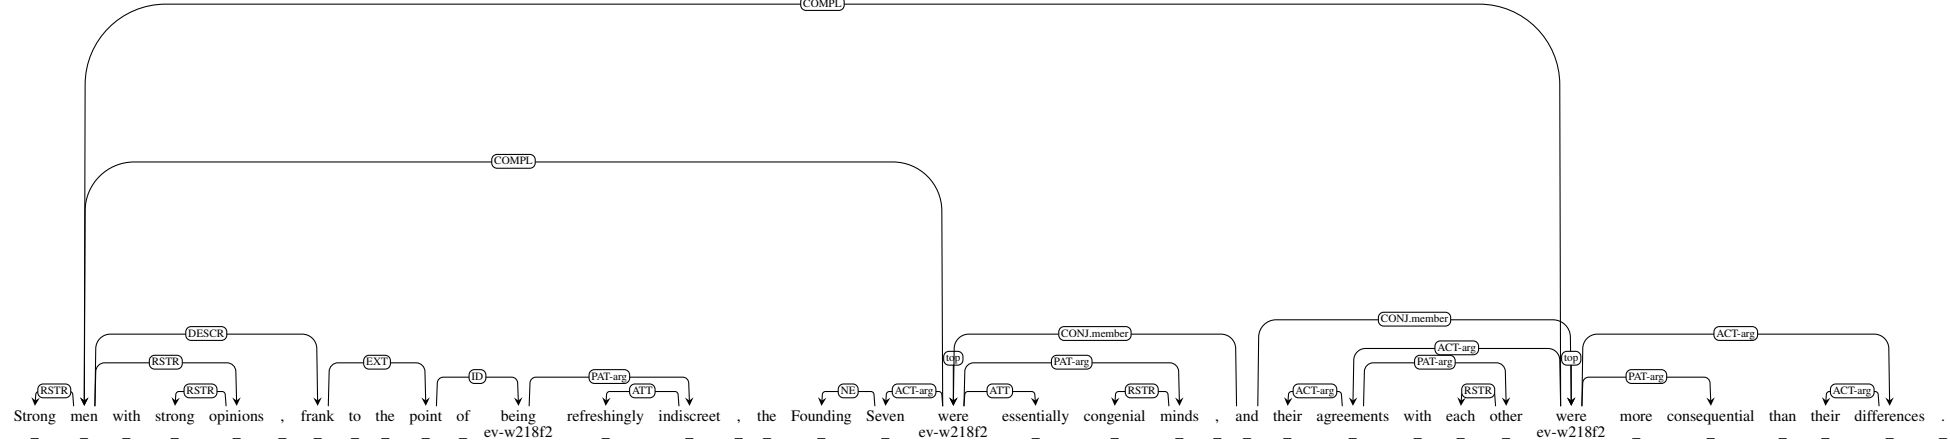 COMPL
COMPL
CONJ.member
DESCR CONJ.member ACT-arg
top ACT-arg top
RSTR EXT PAT-arg PAT-arg
ID PAT-arg PAT-arg
RSTR RSTR ATT NE ACT-arg ATT RSTR ACT-arg RSTR ACT-arg
Strong men with strong opinions , frank to the point of being refreshingly indiscreet , the Founding Seven were essentially congenial minds , and their agreements with each other were more consequential than their differences .
ev-w218f2 ev-w218f2 ev-w218f2
_ _ _ _ _ _ _ _ _ _ _ _ _ _ _ _ _ _ _ _ _ _ _ _ _ _ _ _ _ _ _ _ _ _